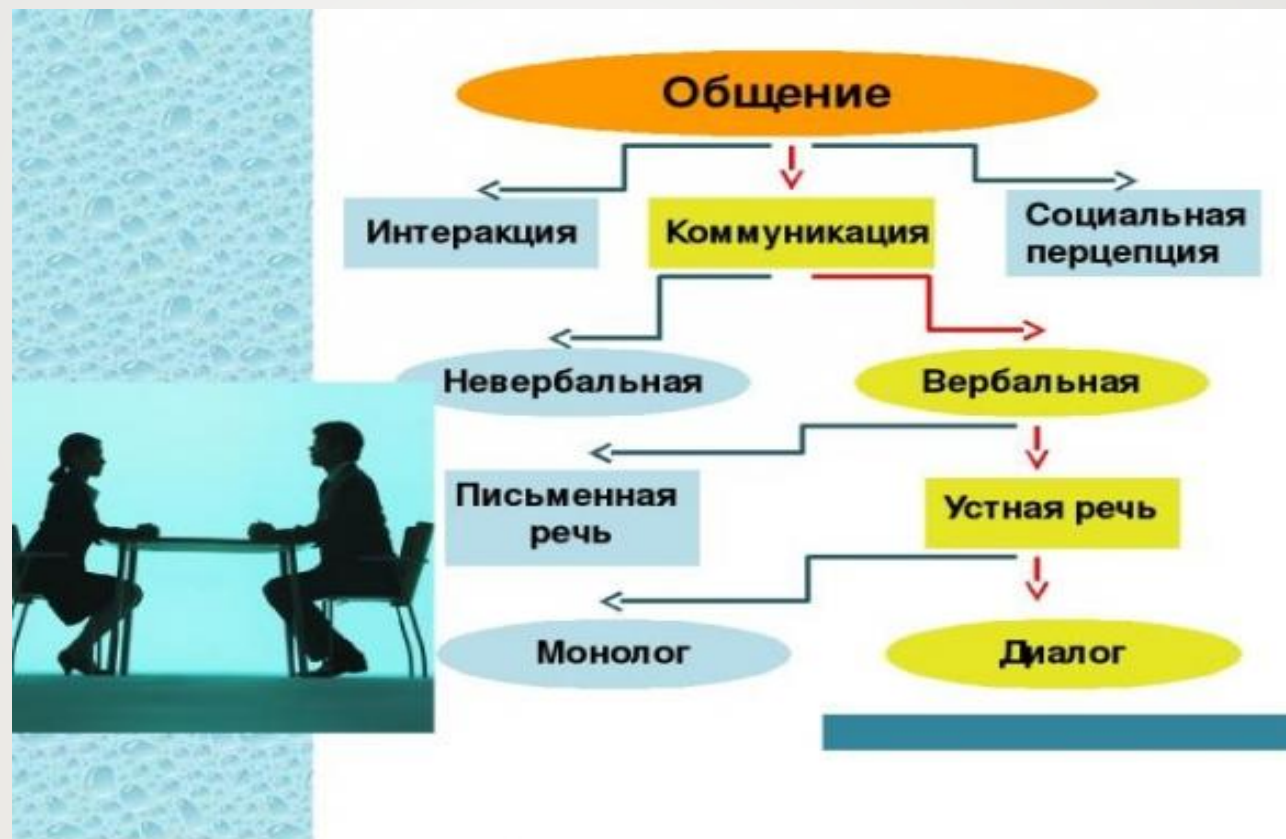 Общение
Интеракция
Коммуникация
Социальная
перцепция
Невербальная
Вербальная
Письменная
речь
Устная речь
Монолог
Диалог